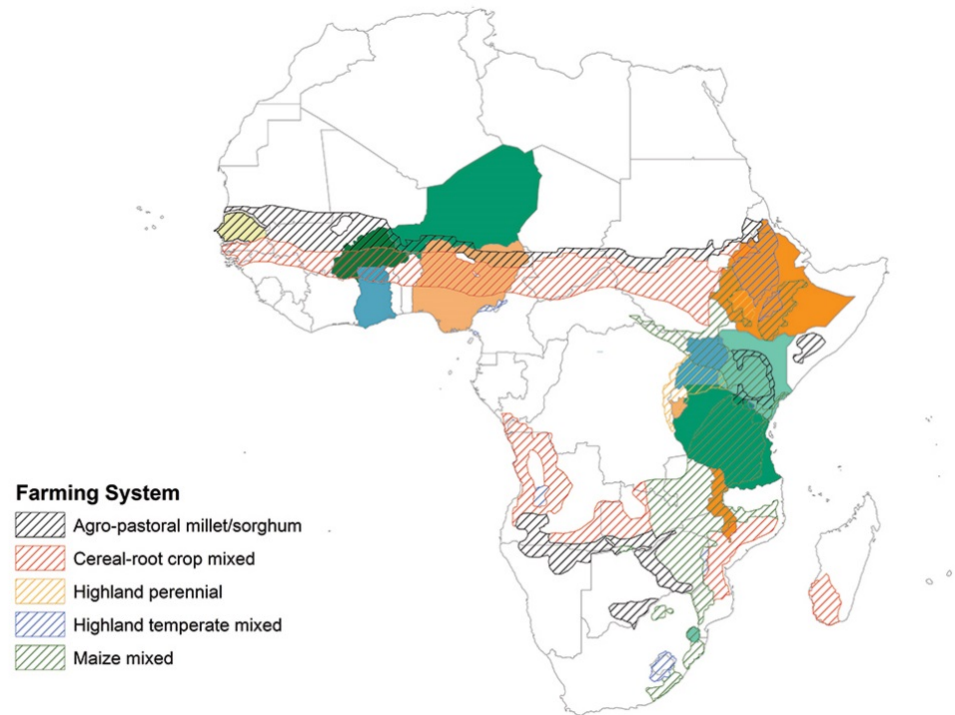 Farming System
Agro-pastoral millet/sorghum
Cereal-root crop mixed
Highland perennial
Highland temperate mixed
Maize mixed